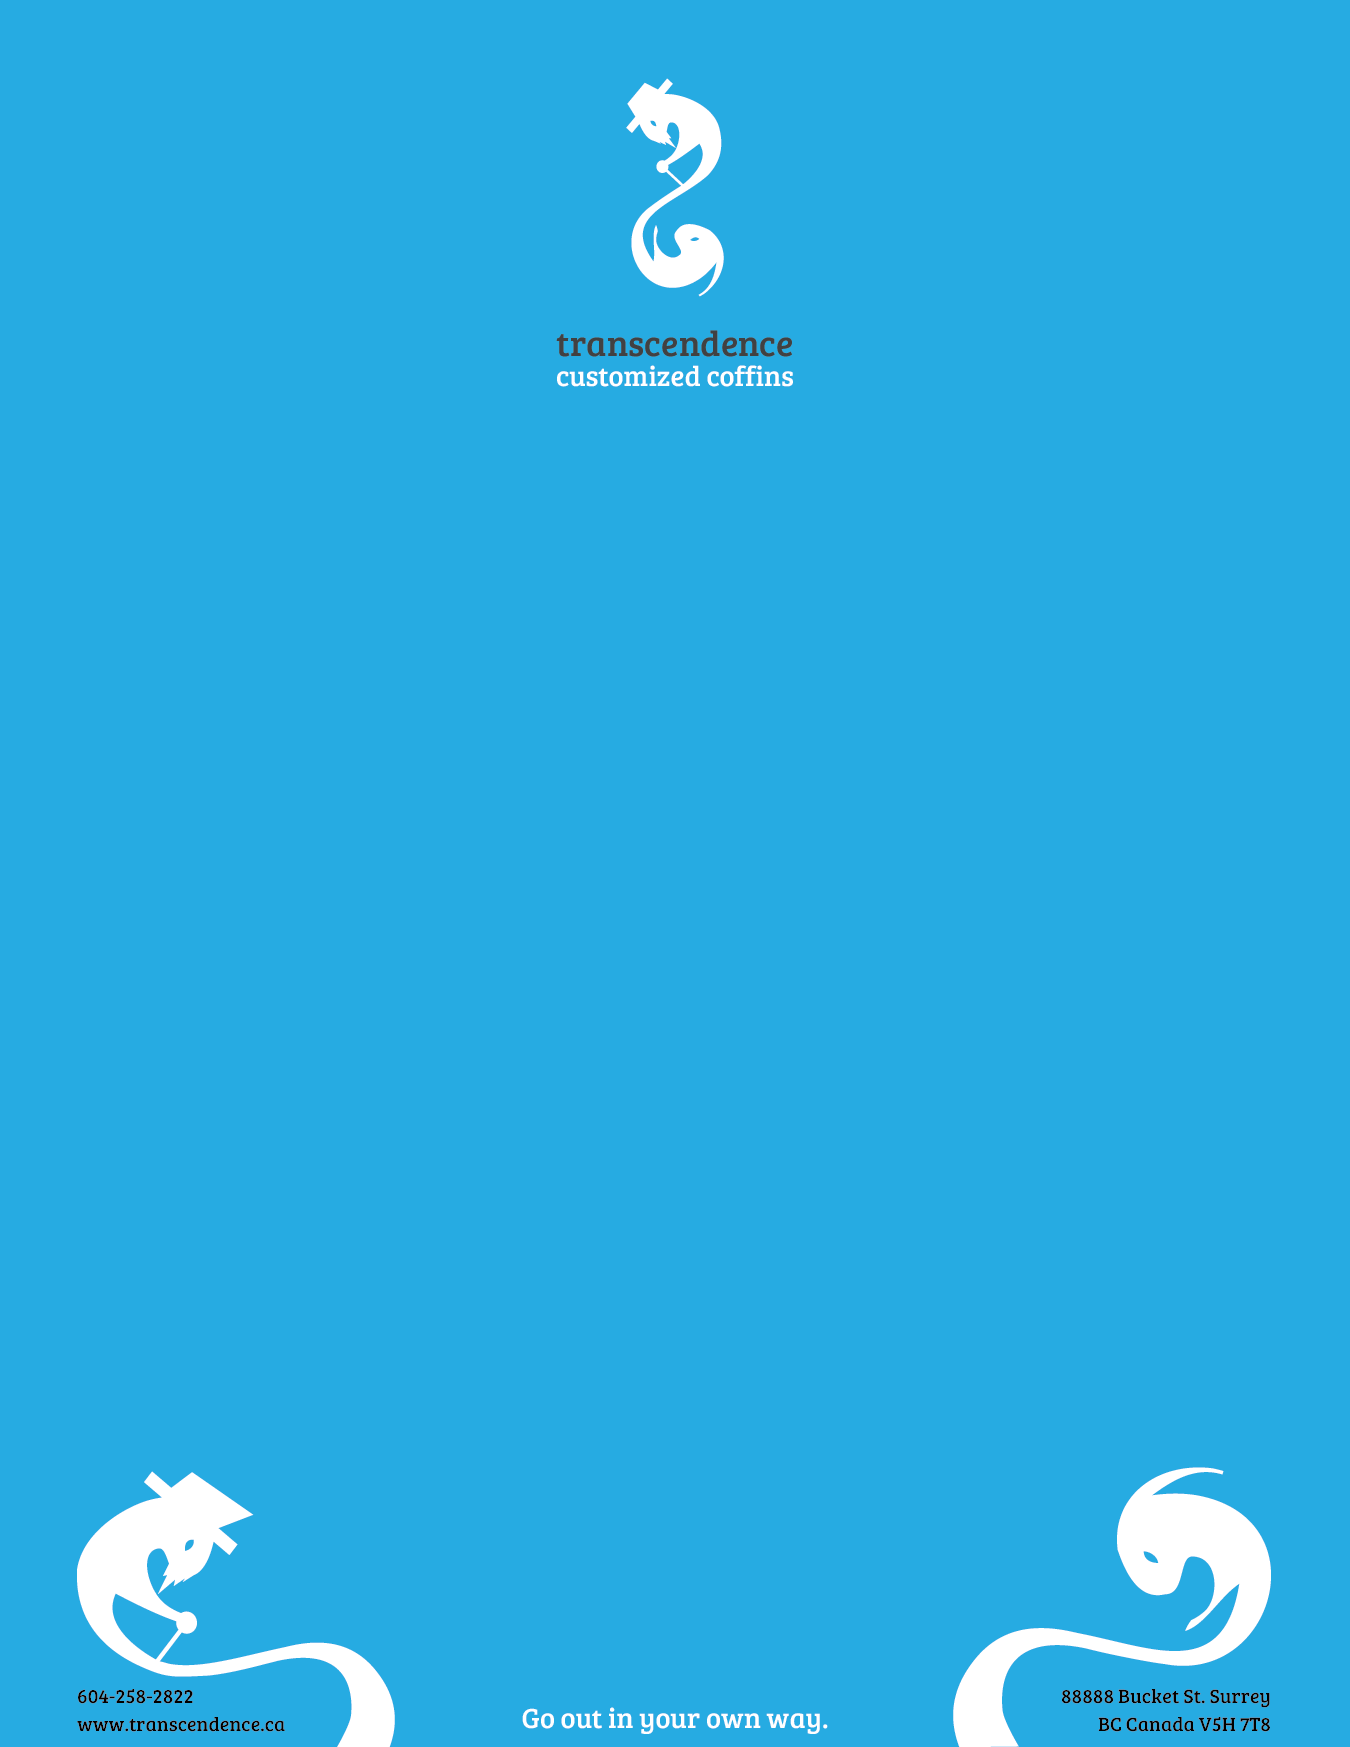 transcendence
customized coffins
604-258-2822
www.transcendence.ca
Go out in your own way.
88888 Bucket St. Surrey
BC Canada V5H 7T8